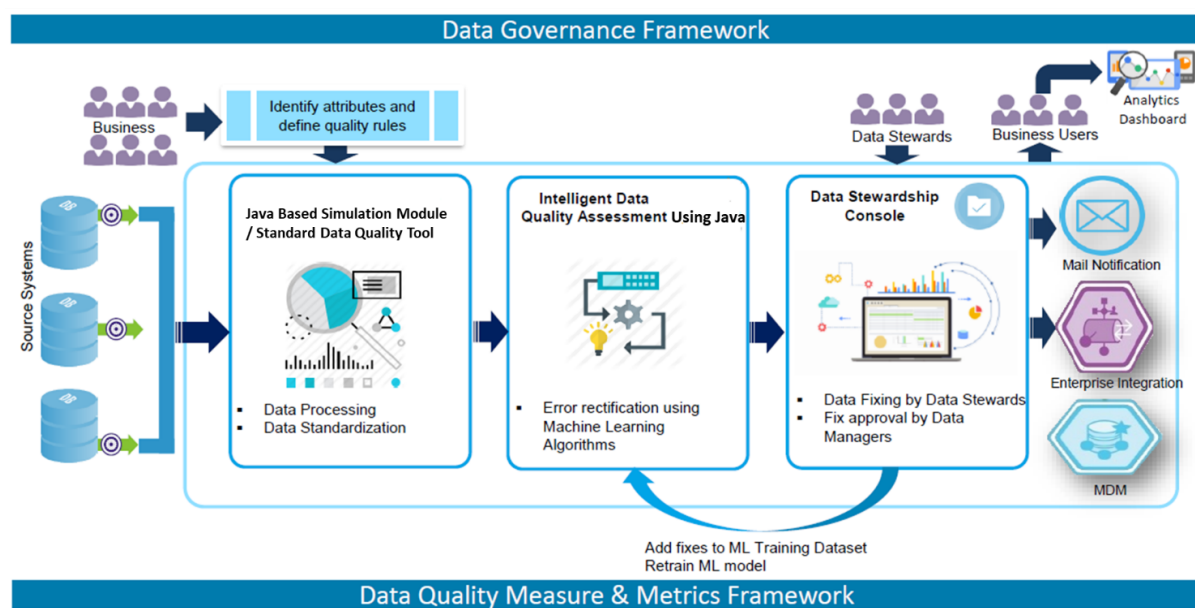 Data Governance Framework
Business
Identify attributes and
define quality rules
Data Stewards
Business Users
Analytics
Dashboard
Source Systems
DB
DB
DB
Java Based Simulation Module
/ Standard Data Quality Tool
▪ Data Processing
▪ Data Standardization
Intelligent Data
Quality Assessment Using Java
▪ Error rectification using
Machine Learning
Algorithms
Data Stewardship
Console
▪ Data Fixing by Data Stewards
▪ Fix approval by Data
Managers
Mail Notification
Enterprise Integration
MDM
Add fixes to ML Training Dataset
Retrain ML model
Data Quality Measure & Metrics Framework